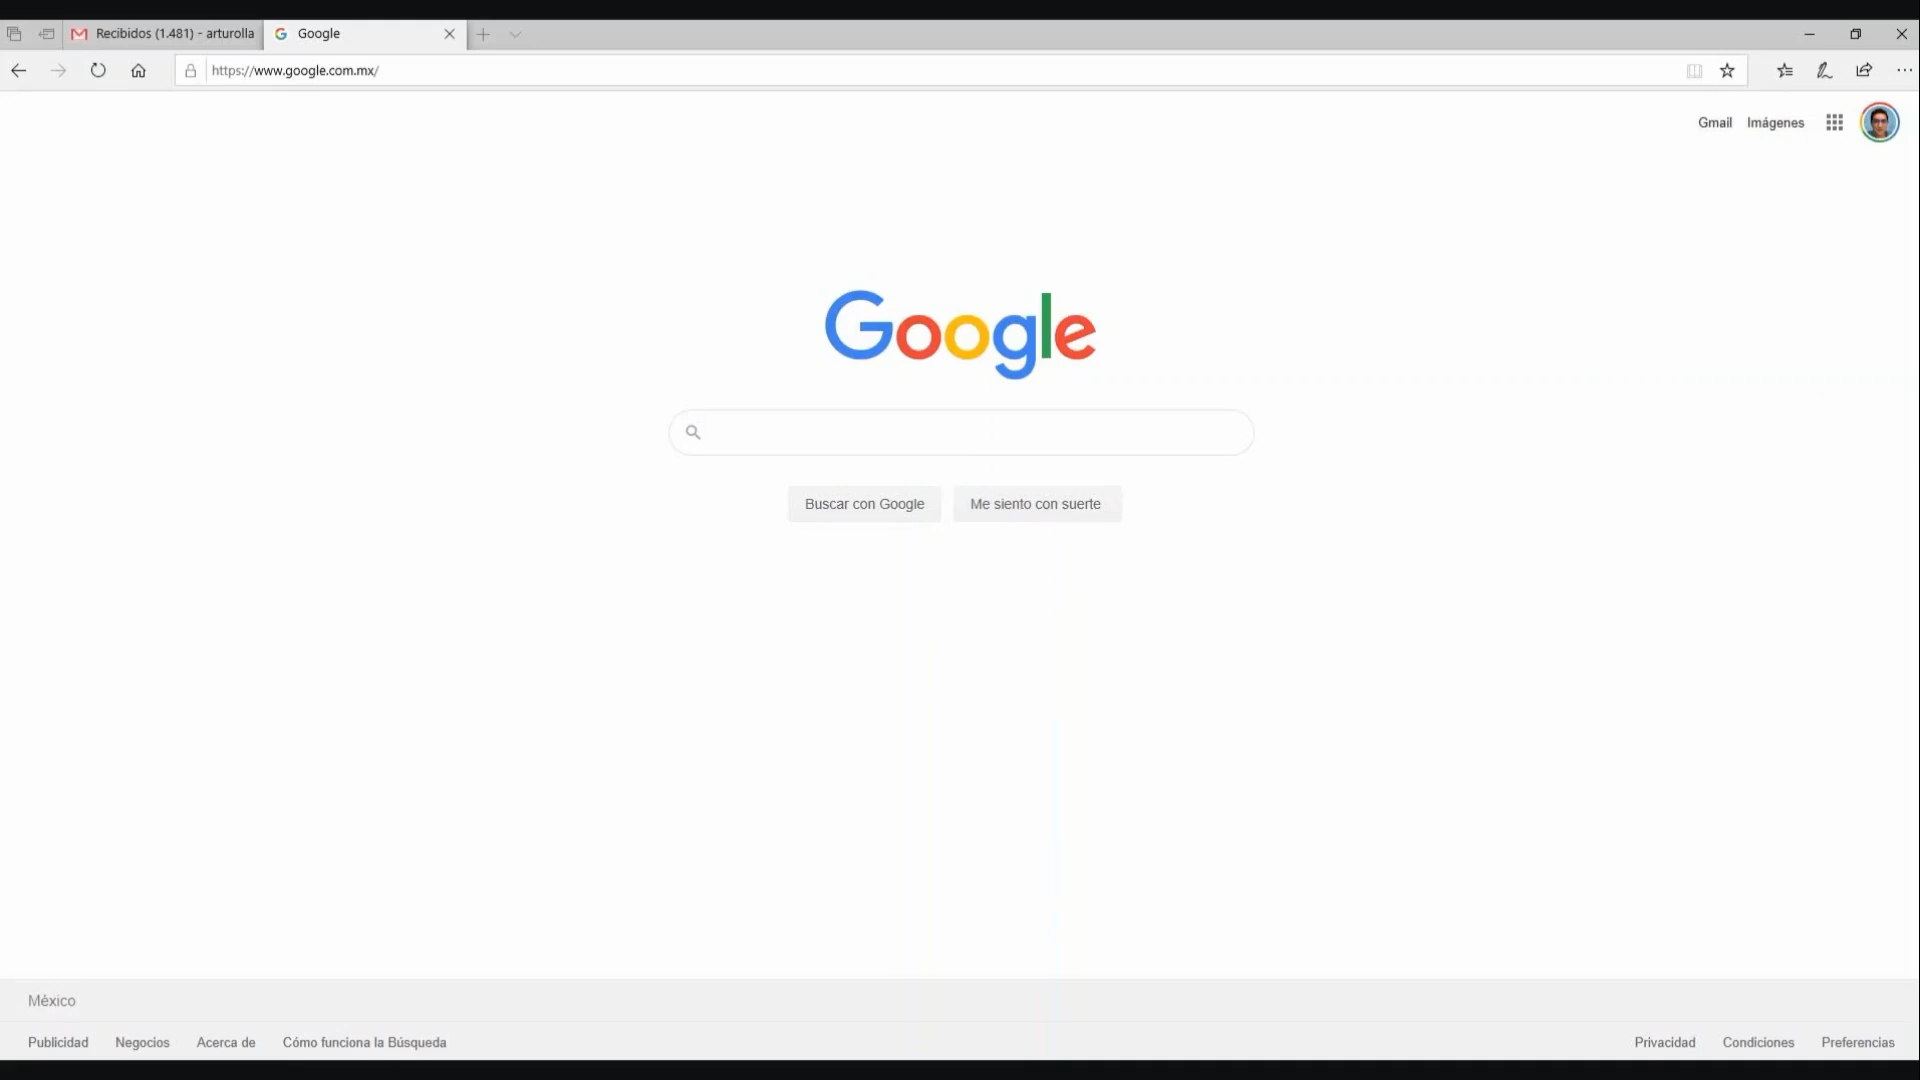 Recibidos (1.481) - arturolla
Google
https://www.google.com.mx/
Gmail Imágenes
Google
Buscar con Google Me siento con suerte
México
Publicidad Negocios Acerca de Cómo funciona la Búsqueda Privacidad Condiciones Preferencias